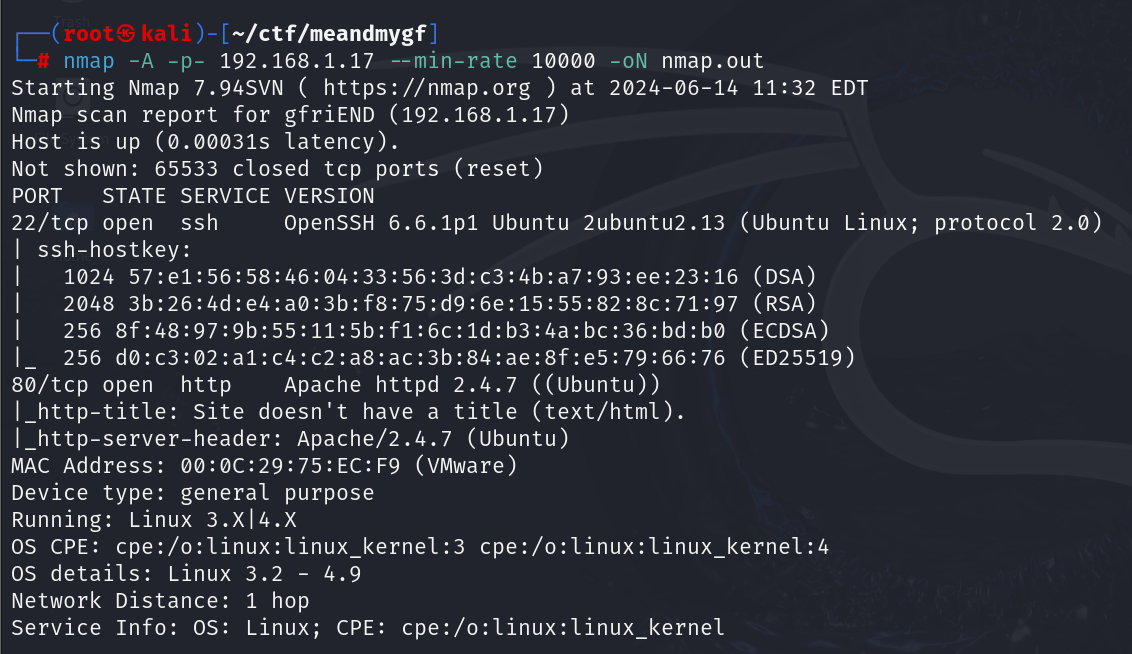 Trash
┌──(root㉿kali)-[~/ctf/meandmygf]
└─# nmap -A -p- 192.168.1.17 --min-rate 10000 -oN nmap.out
Starting Nmap 7.94SVN ( https://nmap.org ) at 2024-06-14 11:32 EDT
Nmap scan report for gfriEND (192.168.1.17)
Host is up (0.00031s latency).
Not shown: 65533 closed tcp ports (reset)
PORT   STATE SERVICE VERSION
22/tcp open  ssh     OpenSSH 6.6.1p1 Ubuntu 2ubuntu2.13 (Ubuntu Linux; protocol 2.0)
| ssh-hostkey:
|   1024 57:e1:56:58:46:04:33:56:3d:c3:4b:a7:93:ee:23:16 (DSA)
|   2048 3b:26:4d:e4:a0:3b:f8:75:d9:6e:15:55:82:8c:71:97 (RSA)
|   256 8f:48:97:9b:55:11:5b:f1:6c:1d:b3:4a:bc:36:bd:b0 (ECDSA)
|_  256 d0:c3:02:a1:c4:c2:a8:ac:3b:84:ae:8f:e5:79:66:76 (ED25519)
80/tcp open  http    Apache httpd 2.4.7 ((Ubuntu))
|_http-title: Site doesn't have a title (text/html).
|_http-server-header: Apache/2.4.7 (Ubuntu)
MAC Address: 00:0C:29:75:EC:F9 (VMware)
Device type: general purpose
Running: Linux 3.X|4.X
OS CPE: cpe:/o:linux:linux_kernel:3 cpe:/o:linux:linux_kernel:4
OS details: Linux 3.2 - 4.9
Network Distance: 1 hop
Service Info: OS: Linux; CPE: cpe:/o:linux:linux_kernel